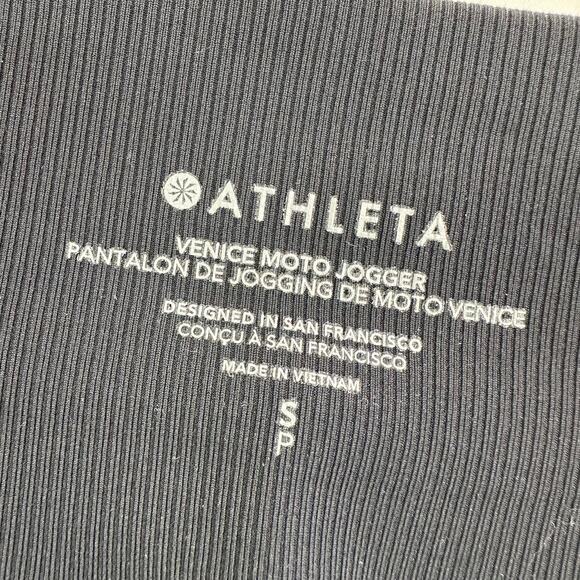 ATHLETA
VENICE MOTO JOGGER
PANTALON DE JOGGING DE MOTO VENICE
DESIGNED IN SAN FRANCISCO
CONÇU À SAN FRANCISCO
MADE IN VIETNAM
S
P